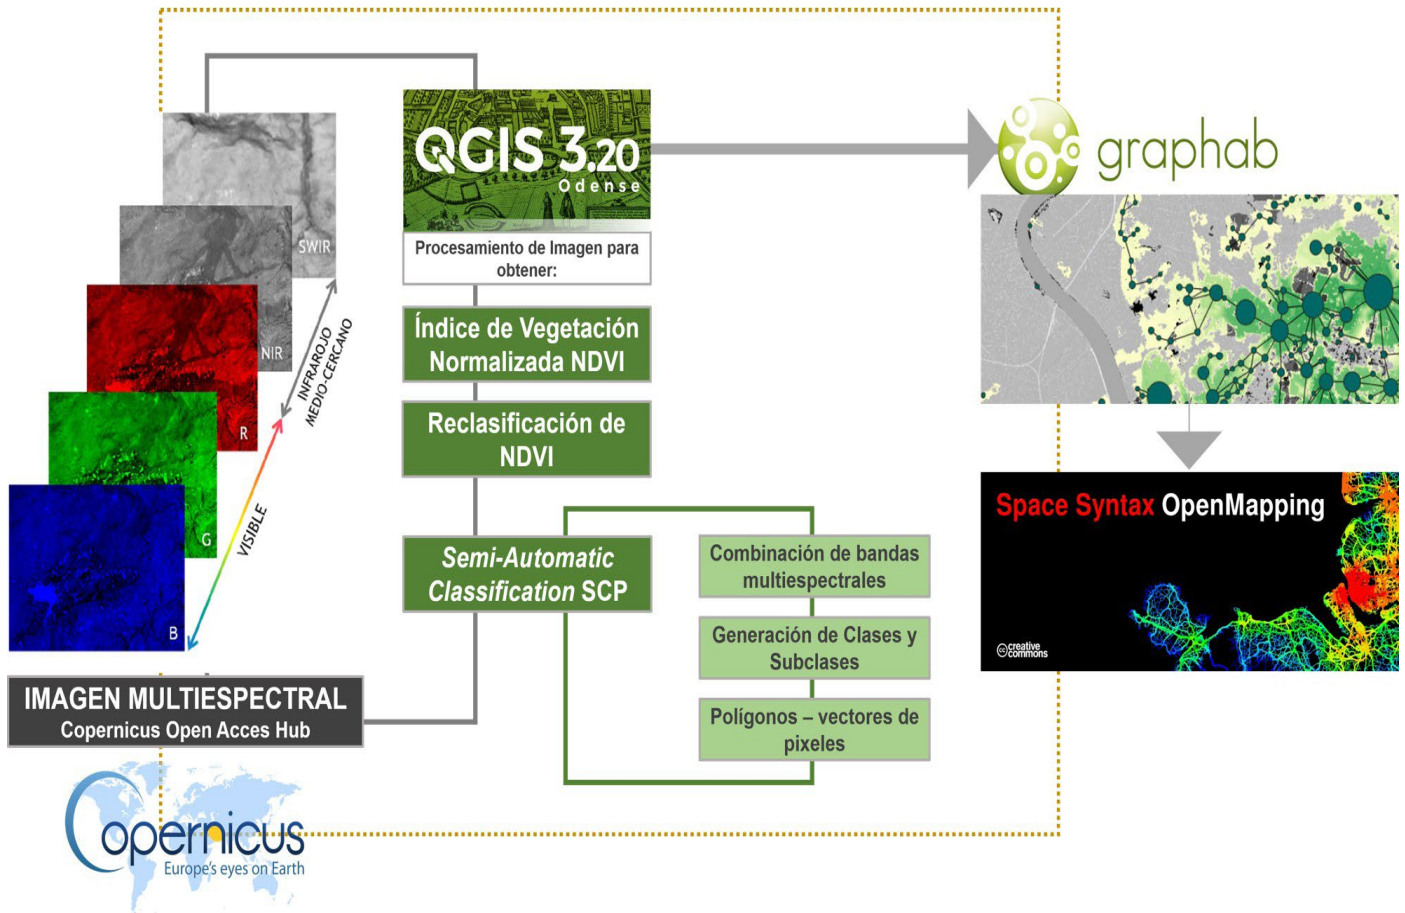 SWIR
NIR
R
G
B
INFRAROJO
MEDIO-CERCANO
VISIBLE
IMAGEN MULTIESPECTRAL
Copernicus Open Acces Hub
opernicus
Europe's eyes on Earth
QGIS 3.20
Odense
Procesamiento de Imagen para
obtener:
Índice de Vegetación
Normalizada NDVI
Reclasificación de
NDVI
Semi-Automatic
Classification SCP
Combinación de bandas
multiespectrales
Generación de Clases y
Subclases
Polígonos – vectores de
pixeles
graphab
Space Syntax OpenMapping
cc creative
commons